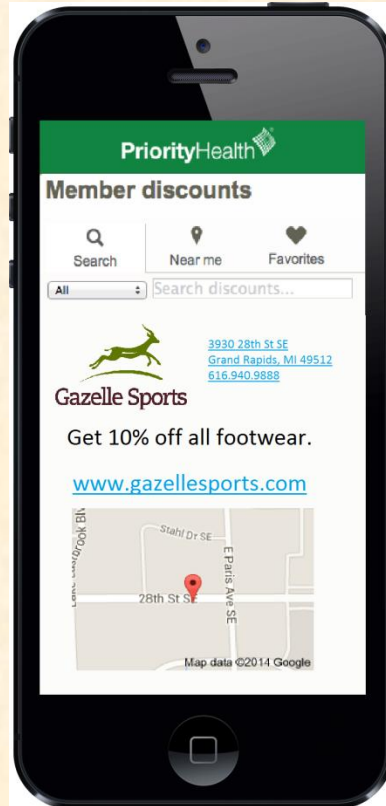 PriorityHealth
Member discounts
Search
Near me
Favorites
All
Search discounts...
3930 28th St SE
Grand Rapids, MI 49512
616.940.9888
Gazelle Sports
Get 10% off all footwear.
www.gazellesports.com
Stahl Dr SE
E Paris Ave SE
28th St SE
Map data ©2014 Google